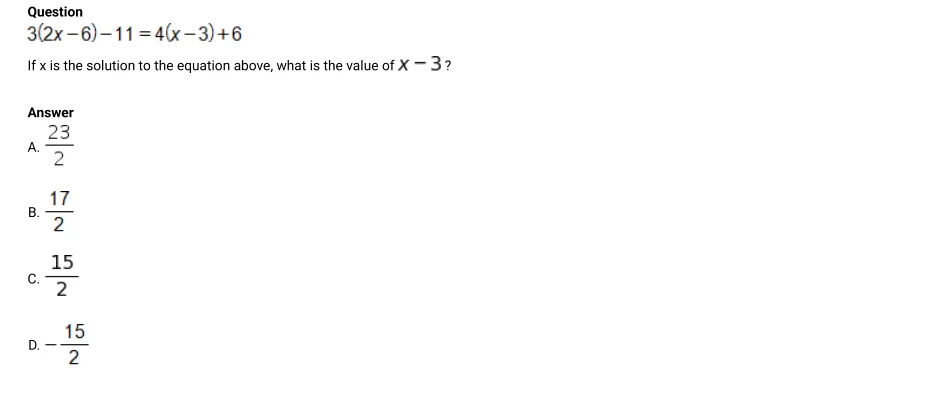 Question
3(2x−6)−11=4(x−3)+6
If x is the solution to the equation above, what is the value of x − 3?
Answer
A. 23/2
B. 17/2
C. 15/2
D. −15/2